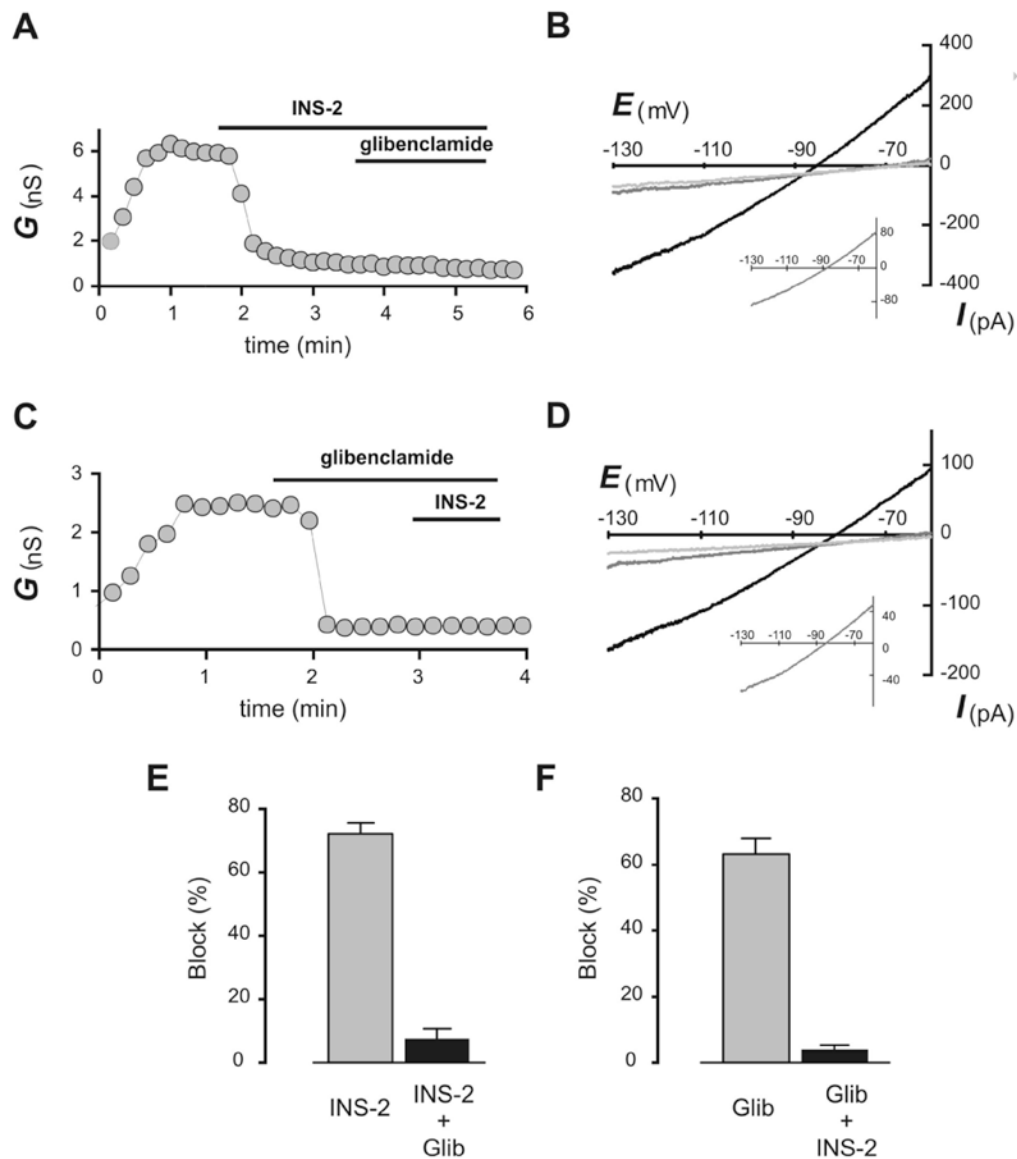 A
INS-2
glibenclamide
G (nS)
6
4
2
0
0 1 2 3 4 5 6
time (min)
B
E (mV)
-130 -110 -90 -70
400
200
0
-200
-400
I (pA)
-130 -110 -90 -70
80
0
-80
C
glibenclamide
INS-2
G (nS)
3
2
1
0
0 1 2 3 4
time (min)
D
E (mV)
-130 -110 -90 -70
100
0
-100
-200
I (pA)
-130 -110 -90 -70
40
0
-40
E
Block (%)
80
60
40
20
0
INS-2
INS-2
+
Glib
F
Block (%)
80
60
40
20
0
Glib
Glib
+
INS-2